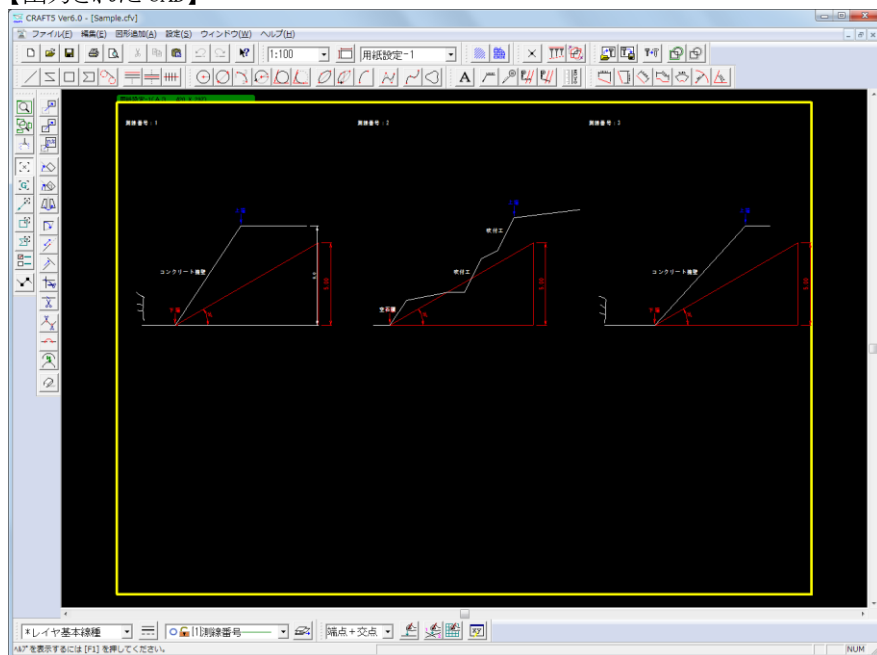 【出力された CAD】
CRAFT5 Ver6.0 - [Sample.cfv]
ファイル(F) 編集(E) 図形追加(A) 設定(S) ウィンドウ(W) ヘルプ(H)
1:100 用紙設定-1
測線番号:1 測線番号:2 測線番号:3
吹付工
コンクリート擁壁 吹付工 コンクリート擁壁
空石積
*レイヤ基本線種 [1]測線番号 端点+交点
ﾍﾙﾌﾟを表示するには [F1] を押してください。 NUM